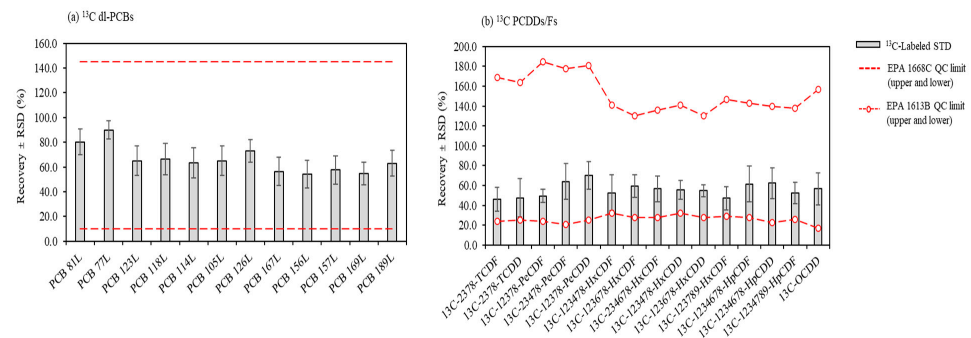 (a) ¹³C dl-PCBs
Recovery ± RSD (%)
160.0
140.0
120.0
100.0
80.0
60.0
40.0
20.0
0.0
PCB 81L
PCB 77L
PCB 123L
PCB 118L
PCB 114L
PCB 105L
PCB 126L
PCB 167L
PCB 156L
PCB 157L
PCB 169L
PCB 189L
(b) ¹³C PCDDs/Fs
Recovery ± RSD (%)
200.0
180.0
160.0
140.0
120.0
100.0
80.0
60.0
40.0
20.0
0.0
13C-2378-TCDF
13C-2378-TCDD
13C-12378-PeCDF
13C-23478-PeCDF
13C-12378-PeCDD
13C-123478-HxCDF
13C-123678-HxCDF
13C-234678-HxCDF
13C-123478-HxCDD
13C-123678-HxCDD
13C-123789-HxCDF
13C-1234678-HpCDF
13C-1234678-HpCDD
13C-1234789-HpCDF
13C-OCDD
¹³C-Labeled STD
EPA 1668C QC limit
(upper and lower)
EPA 1613B QC limit
(upper and lower)